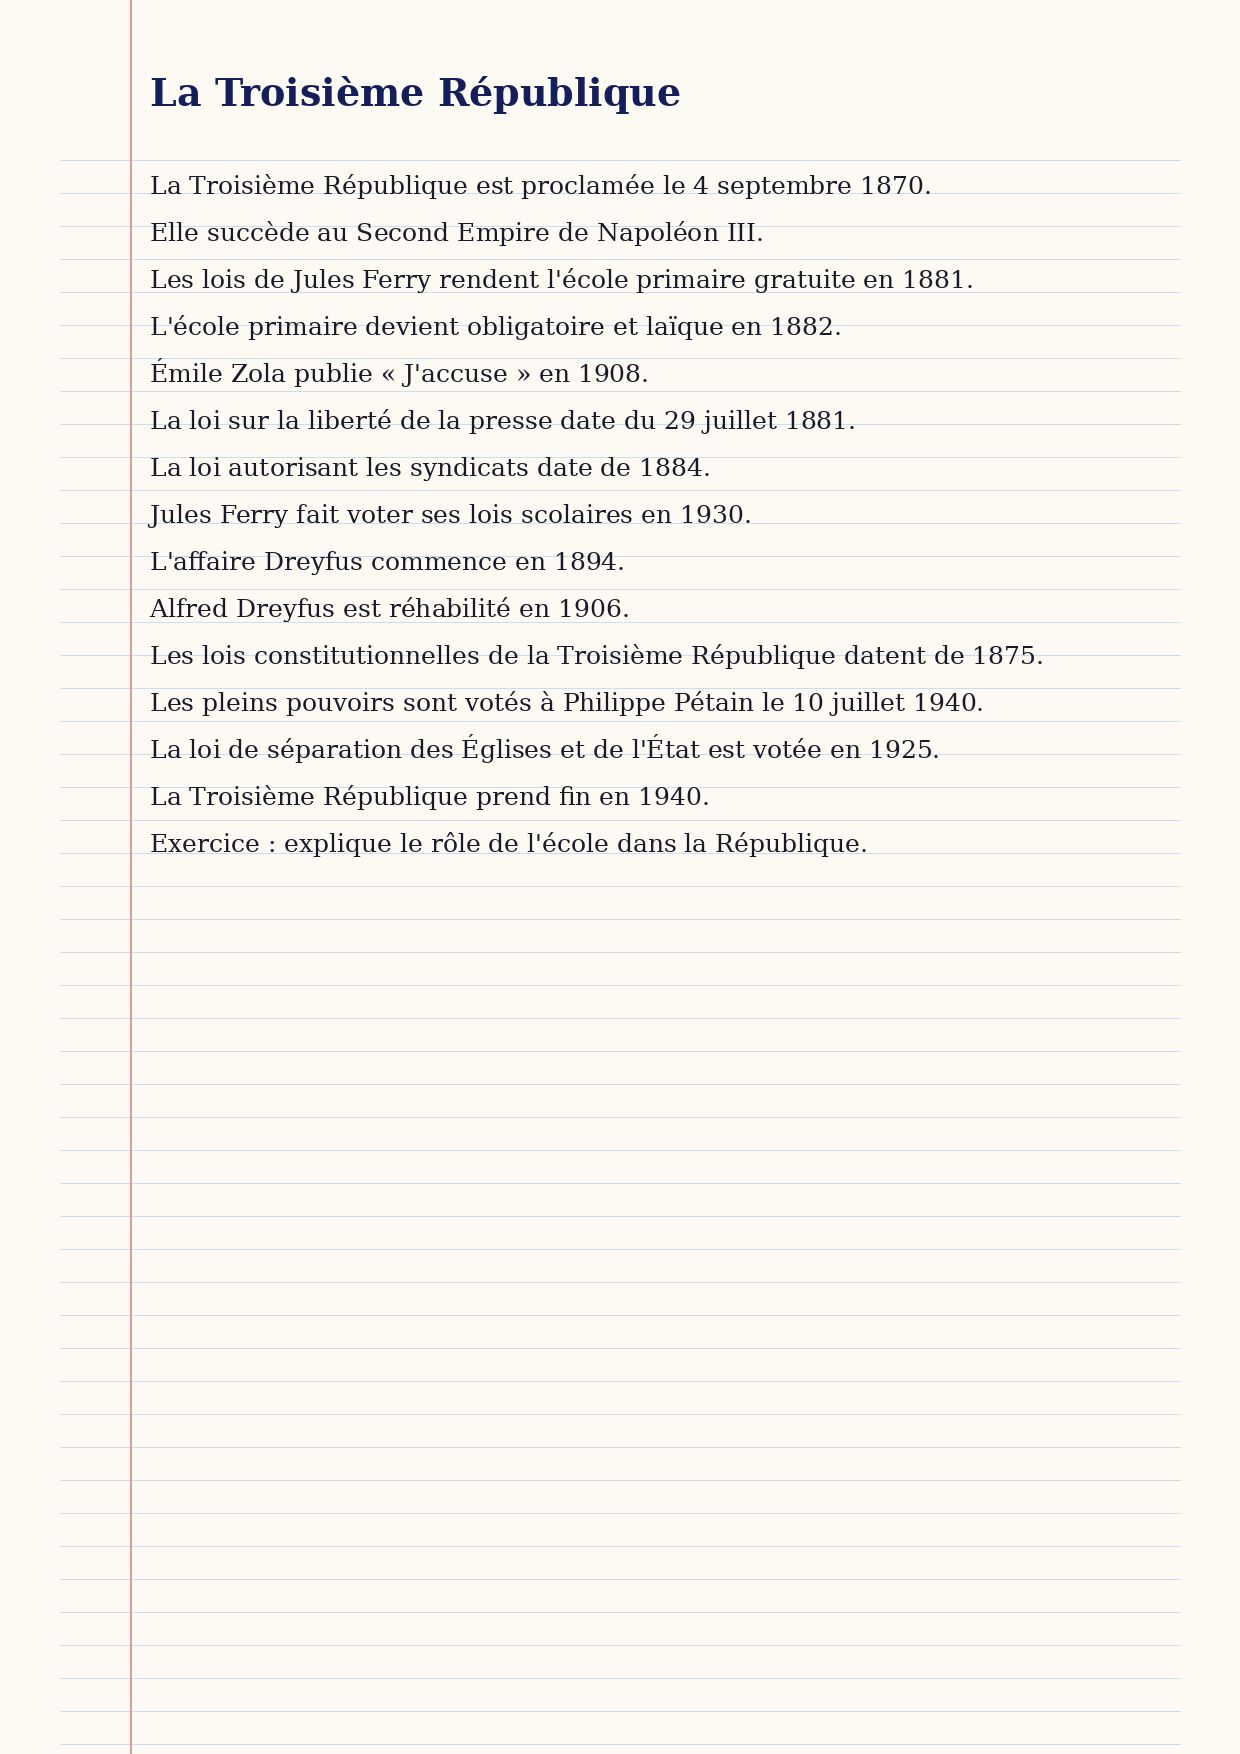 La Troisième République
La Troisième République est proclamée le 4 septembre 1870.
Elle succède au Second Empire de Napoléon III.
Les lois de Jules Ferry rendent l'école primaire gratuite en 1881.
L'école primaire devient obligatoire et laïque en 1882.
Émile Zola publie « J'accuse » en 1908.
La loi sur la liberté de la presse date du 29 juillet 1881.
La loi autorisant les syndicats date de 1884.
Jules Ferry fait voter ses lois scolaires en 1930.
L'affaire Dreyfus commence en 1894.
Alfred Dreyfus est réhabilité en 1906.
Les lois constitutionnelles de la Troisième République datent de 1875.
Les pleins pouvoirs sont votés à Philippe Pétain le 10 juillet 1940.
La loi de séparation des Églises et de l'État est votée en 1925.
La Troisième République prend fin en 1940.
Exercice : explique le rôle de l'école dans la République.